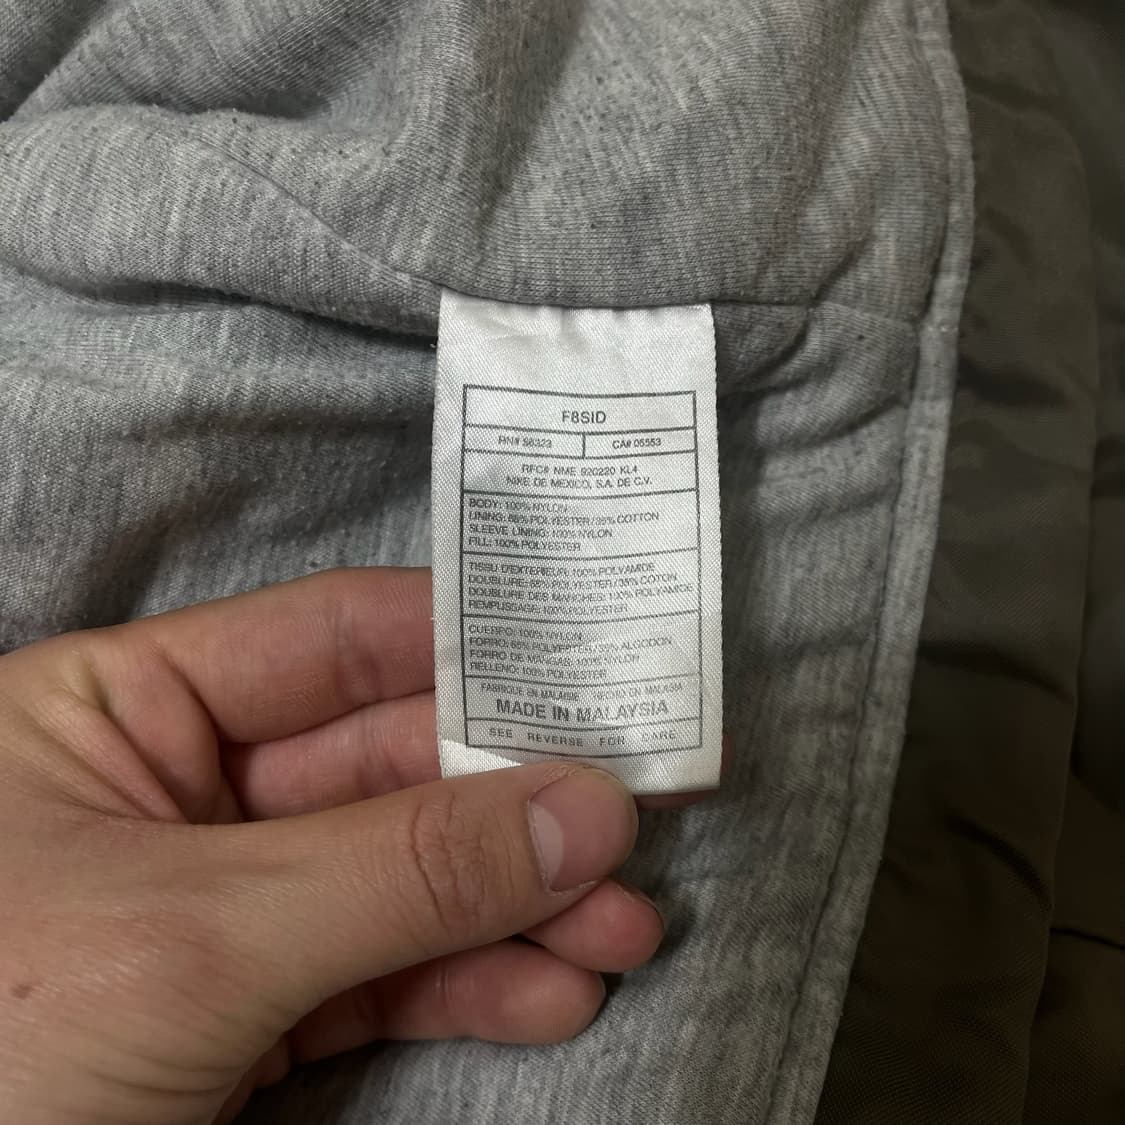 F8SID
RN# 56323 CA# 05553
RFC# NME 920220 KL4
NIKE DE MEXICO, S.A. DE C.V.
BODY: 100% NYLON
LINING: 65% POLYESTER/35% COTTON
SLEEVE LINING: 100% NYLON
FILL: 100% POLYESTER
TISSU D'EXTERIEUR: 100% POLYAMIDE
DOUBLURE: 65% POLYESTER/35% COTON
DOUBLURE DES MANCHES: 100% POLYAMIDE
REMPLISSAGE: 100% POLYESTER
CUERPO: 100% NYLON
FORRO: 65% POLYESTER/35% ALGODON
FORRO DE MANGAS: 100% NYLON
RELLENO: 100% POLYESTER
FABRIQUE EN MALAISIE HECHO EN MALASIA
MADE IN MALAYSIA
SEE REVERSE FOR CARE